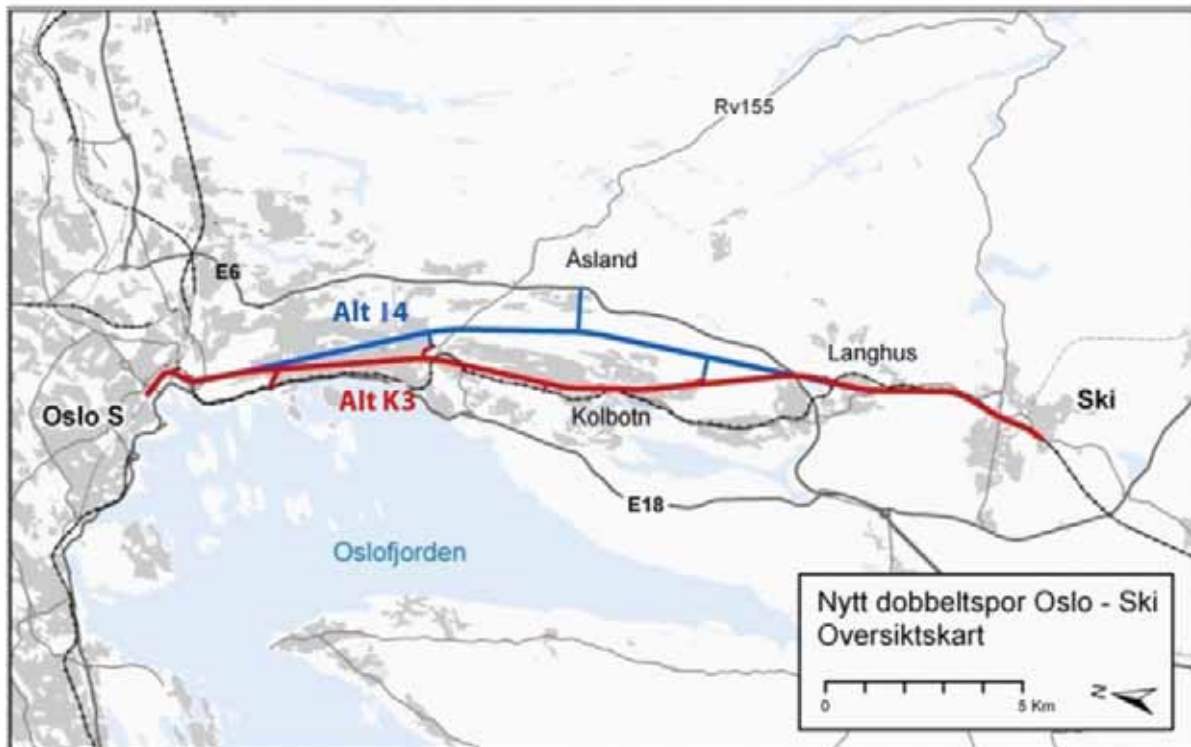 Rv155
Åsland
E6
Alt I4
Langhus
Oslo S
Alt K3
Kolbotn
Ski
E18
Oslofjorden
Nytt dobbeltspor Oslo - Ski
Oversiktskart
0 5 Km
N